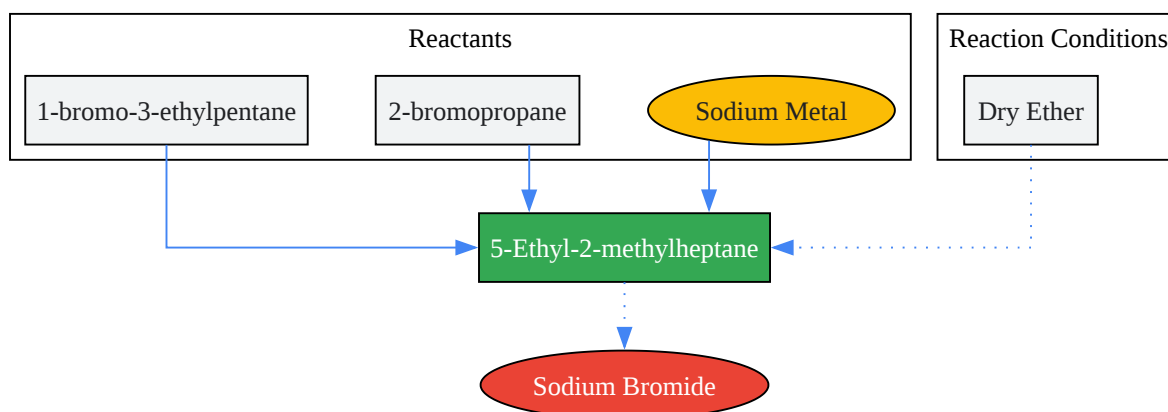 Reactants
Reaction Conditions
1-bromo-3-ethylpentane
2-bromopropane
Sodium Metal
Dry Ether
5-Ethyl-2-methylheptane
Sodium Bromide